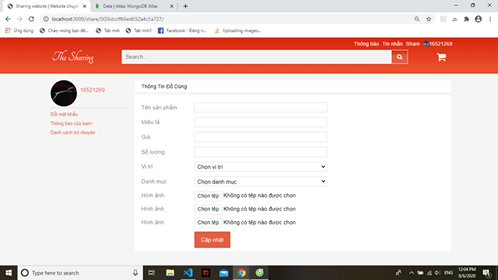 Sharing website | Website chuyê
Data | Atlas: MongoDB Atlas
localhost:3000/share/5f26dccff66ed032a4c5a727/
Ứng dụng
Chào mừng bạn đế
Tab mới
Tab mới1
Facebook - Đăng n
Uploading images...
Thông báo Tin nhắn Share 16521269
The Sharing
Search..
16521269
Đổi mật khẩu
Thông báo của bạn
Danh sách trò chuyện
Thông Tin Đồ Dùng
Tên sản phẩm
Miêu tả
Giá
Số lượng
Vị trí Chọn vị trí
Danh mục Chọn danh mục
Hình ảnh Chọn tệp Không có tệp nào được chọn
Hình ảnh Chọn tệp Không có tệp nào được chọn
Hình ảnh Chọn tệp Không có tệp nào được chọn
Cập nhật
Type here to search
ENG
12:04 PM
8/6/2020